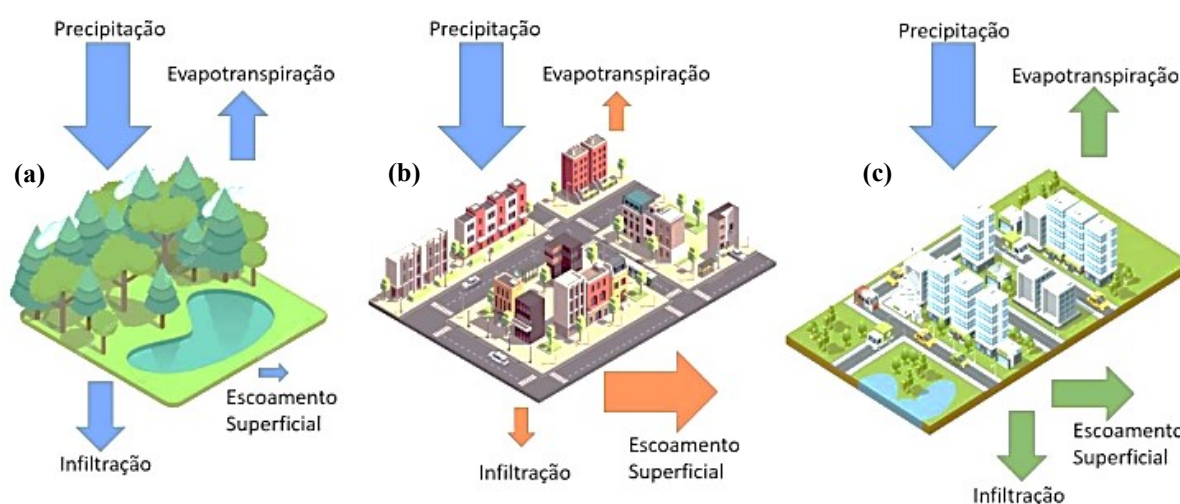 Precipitação
Evapotranspiração
(a)
Escoamento
Superficial
Infiltração
Precipitação
Evapotranspiração
(b)
Infiltração
Escoamento
Superficial
Precipitação
Evapotranspiração
(c)
Escoamento
Superficial
Infiltração